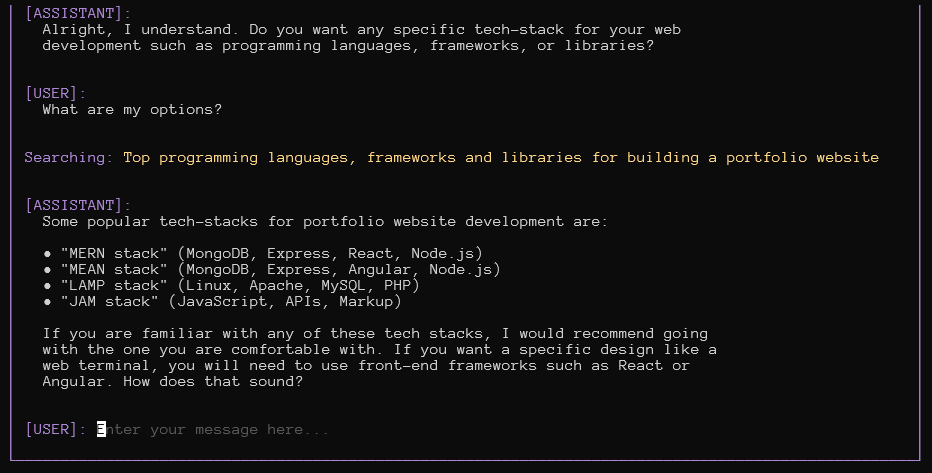 [ASSISTANT]:
Alright, I understand. Do you want any specific tech-stack for your web
development such as programming languages, frameworks, or libraries?
[USER]:
What are my options?
Searching: Top programming languages, frameworks and libraries for building a portfolio website
[ASSISTANT]:
Some popular tech-stacks for portfolio website development are:
● "MERN stack" (MongoDB, Express, React, Node.js)
● "MEAN stack" (MongoDB, Express, Angular, Node.js)
● "LAMP stack" (Linux, Apache, MySQL, PHP)
● "JAM stack" (JavaScript, APIs, Markup)
If you are familiar with any of these tech stacks, I would recommend going
with the one you are comfortable with. If you want a specific design like a
web terminal, you will need to use front-end frameworks such as React or
Angular. How does that sound?
[USER]: Enter your message here...